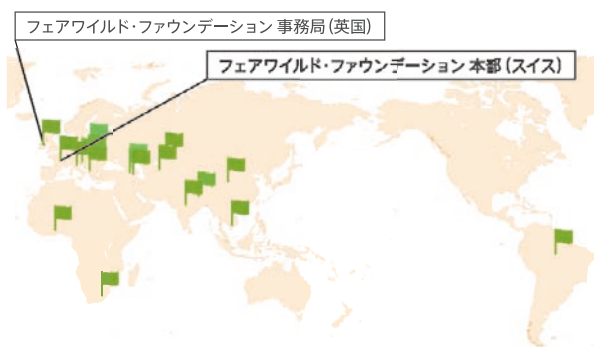 フェアワイルド・ファウンデーション 事務局（英国）
フェアワイルド・ファウンデーション 本部（スイス）